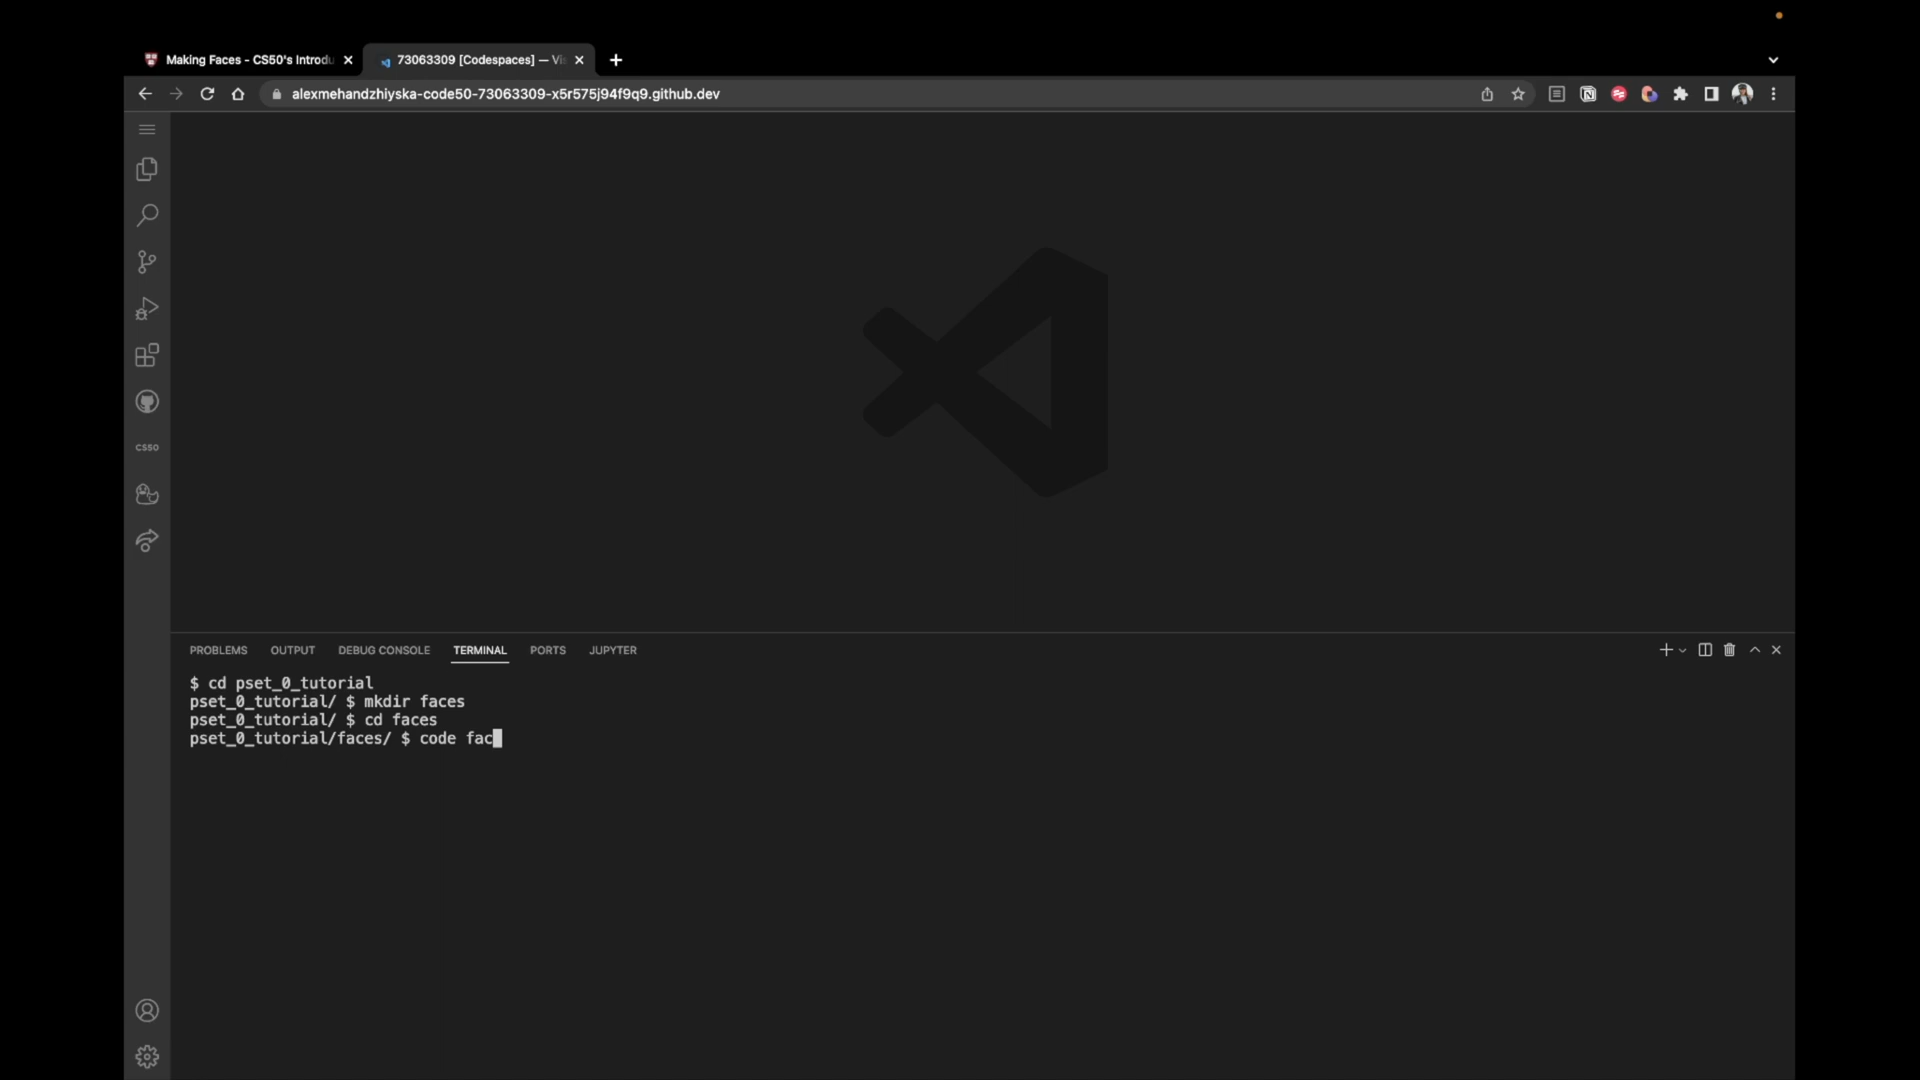 Making Faces - CS50's Introdu
73063309 [Codespaces] — Vi
alexmehandzhiyska-code50-73063309-x5r575j94f9q9.github.dev
CS50
PROBLEMS OUTPUT DEBUG CONSOLE TERMINAL PORTS JUPYTER
$ cd pset_0_tutorial
pset_0_tutorial/ $ mkdir faces
pset_0_tutorial/ $ cd faces
pset_0_tutorial/faces/ $ code fac